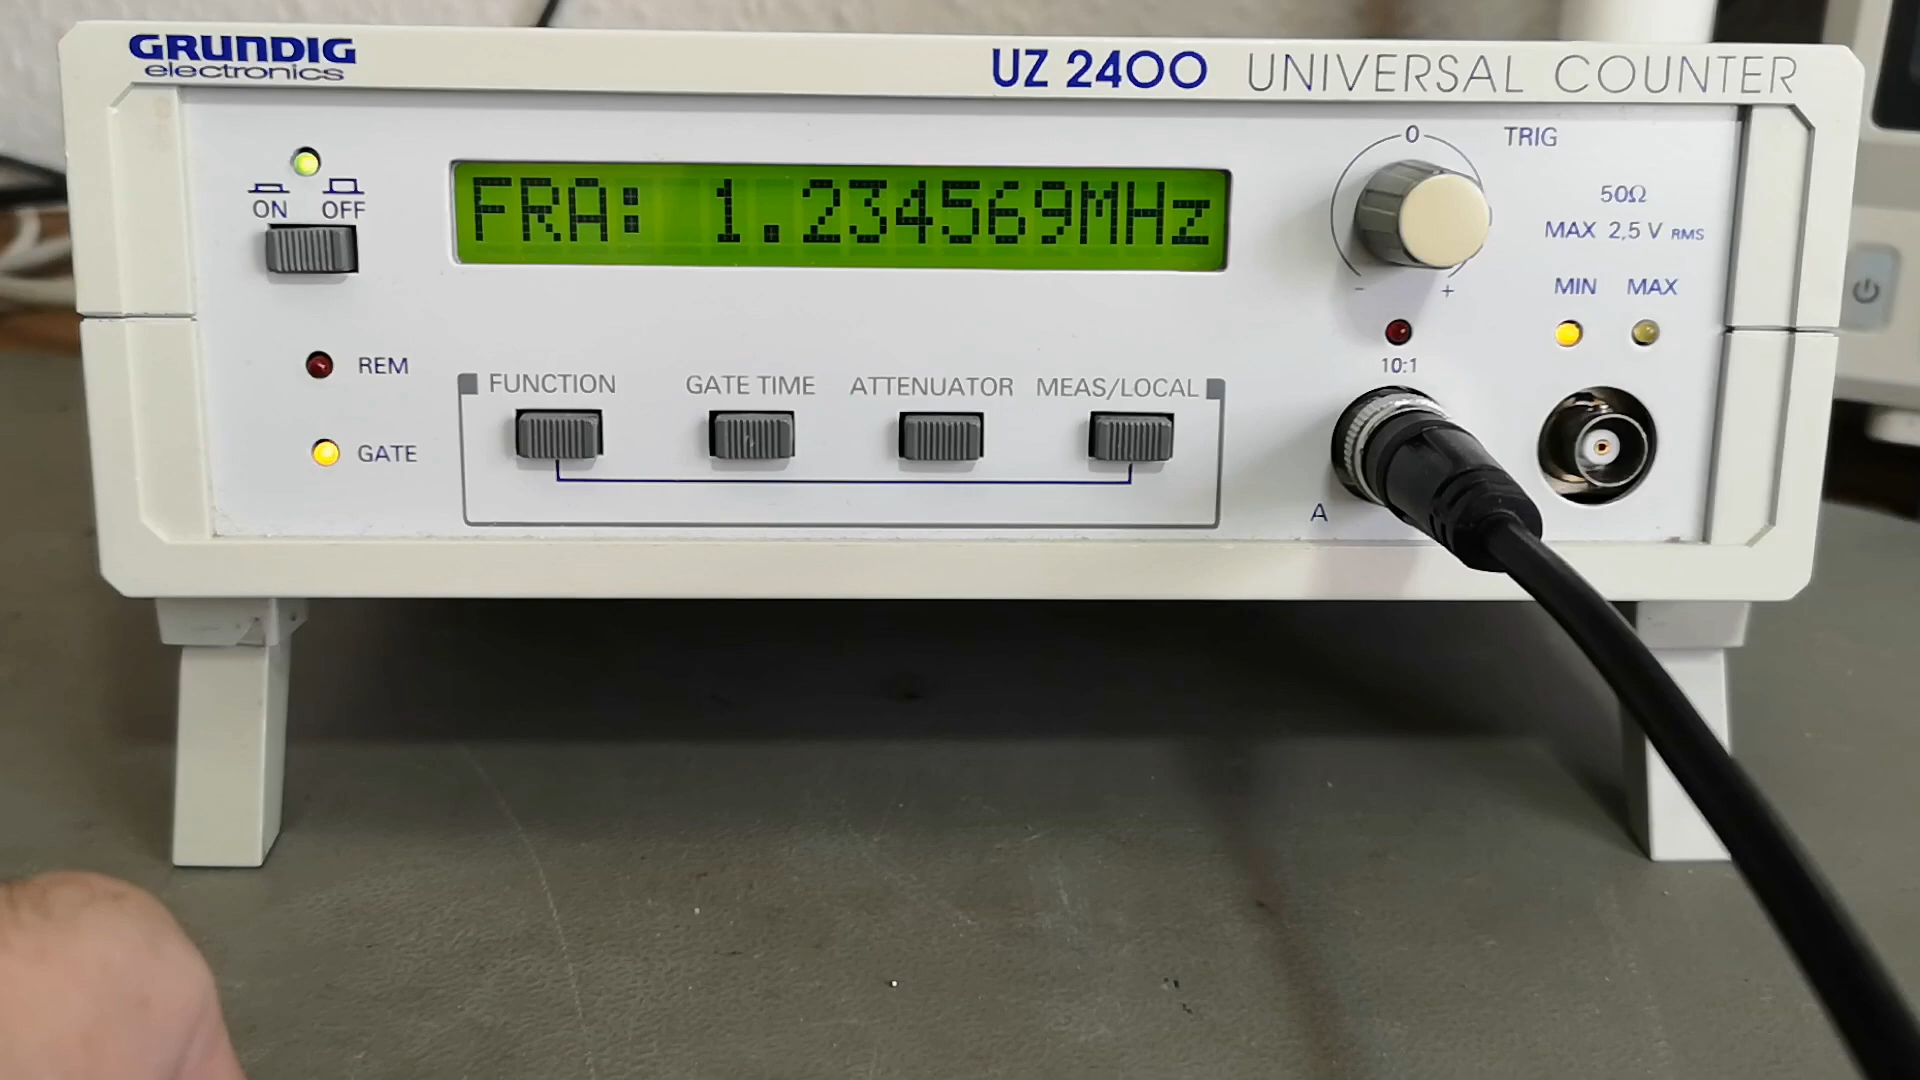 GRUNDIG
electronics
UZ 2400 UNIVERSAL COUNTER
ON OFF
FRA: 1.234569MHz
0
TRIG
- +
50Ω
MAX 2,5 V RMS
MIN MAX
10:1
REM
GATE
FUNCTION GATE TIME ATTENUATOR MEAS/LOCAL
A